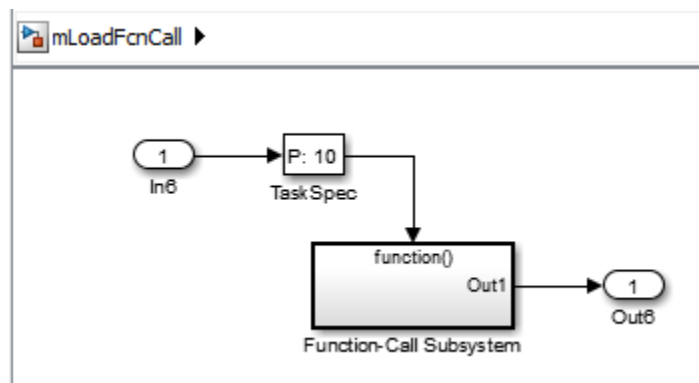 mLoadFcnCall
1
In6
P: 10
TaskSpec
function()
Out1
Function-Call Subsystem
1
Out6